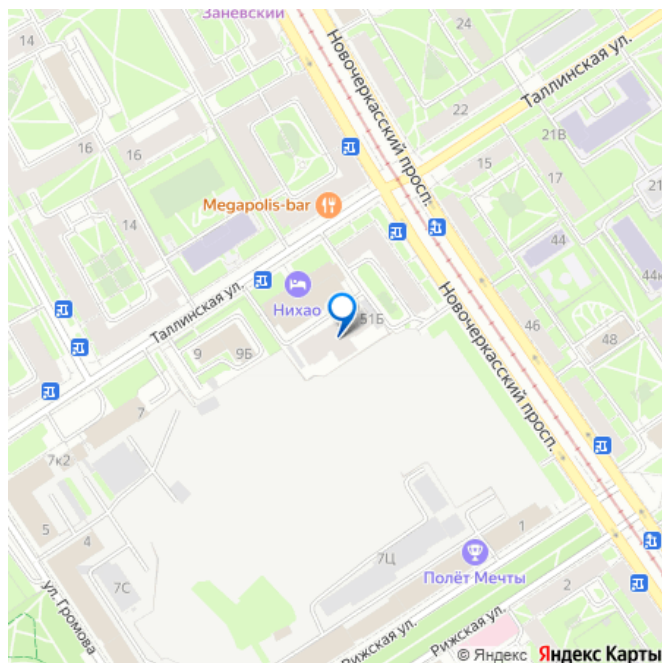 Заневский
14
24
Новочеркасский просп.
Таллинская ул.
22
21В
16
16
15
17
21
Megapolis-bar
14
44
44к
Нихао
51Б
Таллинская ул.
46
48
9
9Б
Новочеркасский просп.
7
7к2
5
4
1
7Ц
7С
Полёт Мечты
2
ул. Громова
Рижская ул.
Рижская ул.
© Яндекс Яндекс Карты